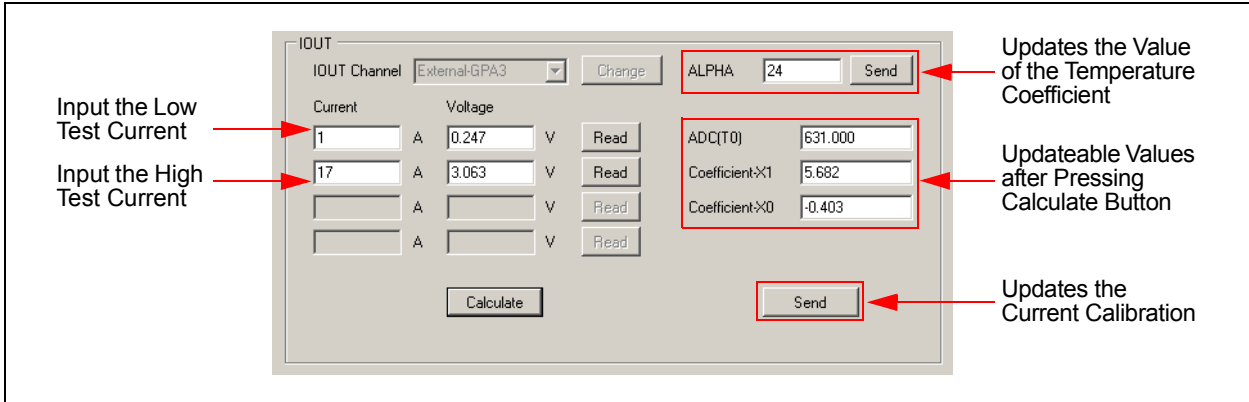 IOUT
IOUT Channel External-GPA3 Change
ALPHA 24 Send
Updates the Value
of the Temperature
Coefficient
Input the Low
Test Current
Input the High
Test Current
Current Voltage
1 A 0.247 V Read
17 A 3.063 V Read
A V Read
A V Read
ADC(T0) 631.000
Coefficient-X1 5.682
Coefficient-X0 -0.403
Updateable Values
after Pressing
Calculate Button
Calculate
Send
Updates the
Current Calibration